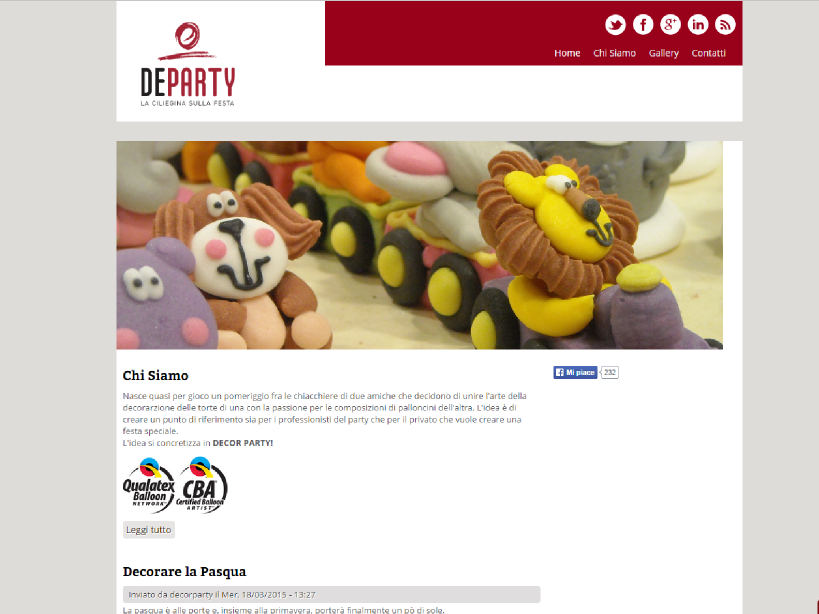 DEPARTY
LA CILIEGINA SULLA FESTA
Home Chi Siamo Gallery Contatti
Chi Siamo
Nasce quasi per gioco un pomeriggio fra le chiacchiere di due amiche che decidono di unire l'arte della
decorarzione delle torte di una con la passione per le composizioni di palloncini dell'altra. L'idea è di
creare un punto di riferimento sia per i professionisti del party che per il privato che vuole creare una
festa speciale.
L'idea si concretizza in DECOR PARTY!
Mi piace 232
Qualatex
Balloon
NETWORK
CBA
Certified Balloon
ARTIST
Leggi tutto
Decorare la Pasqua
Inviato da decorparty il Mer, 18/03/2015 - 13:27
La pasqua è alle porte e, insieme alla primavera, porterà finalmente un pò di sole.